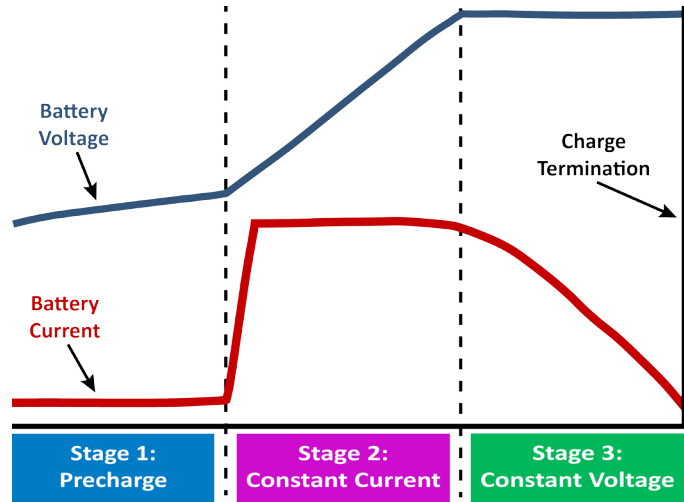 Battery
Voltage
Charge
Termination
Battery
Current
Stage 1:
Precharge
Stage 2:
Constant Current
Stage 3:
Constant Voltage